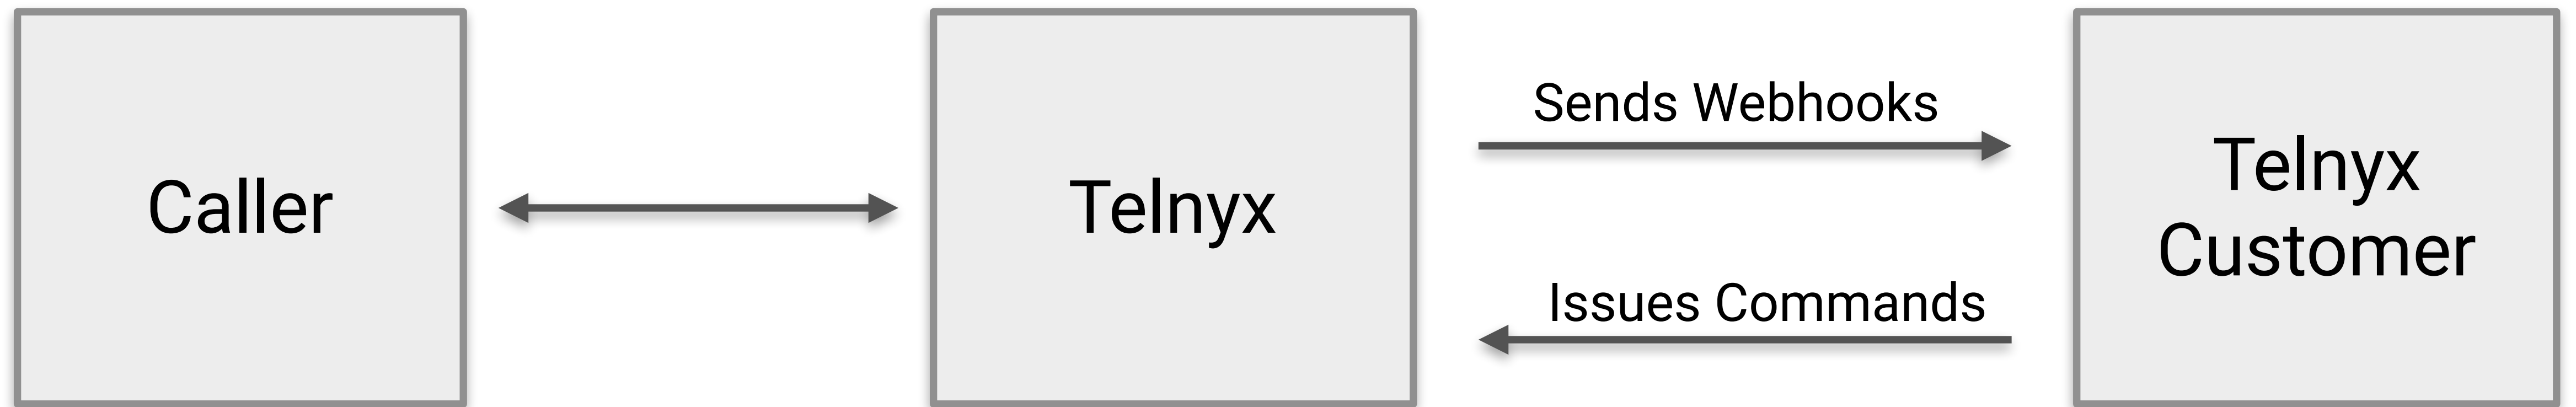 Caller
Telnyx
Sends Webhooks
Issues Commands
Telnyx
Customer